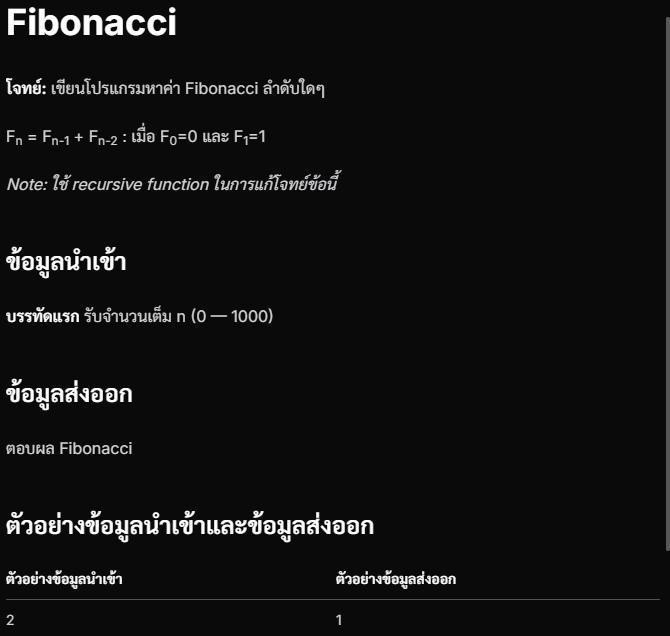 Fibonacci
โจทย์: เขียนโปรแกรมหาค่า Fibonacci ลำดับใดๆ
Fn = Fn-1 + Fn-2 : เมื่อ F0=0 และ F1=1
Note: ใช้ recursive function ในการแก้โจทย์ข้อนี้
ข้อมูลนำเข้า
บรรทัดแรก รับจำนวนเต็ม n (0 — 1000)
ข้อมูลส่งออก
ตอบผล Fibonacci
ตัวอย่างข้อมูลนำเข้าและข้อมูลส่งออก
ตัวอย่างข้อมูลนำเข้า ตัวอย่างข้อมูลส่งออก
2 1